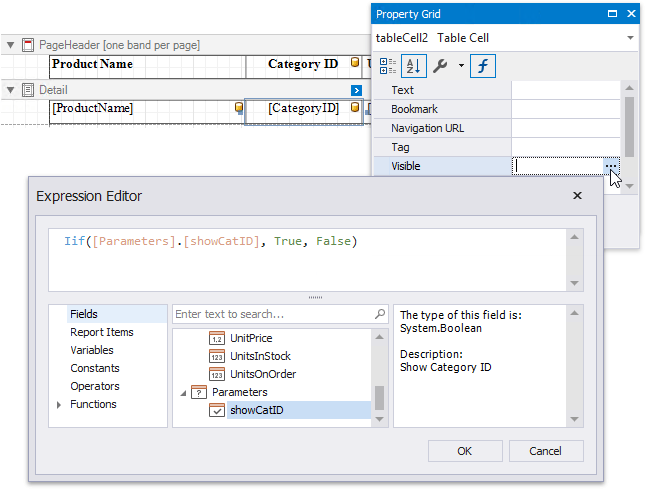 PageHeader [one band per page]
Product Name Category ID U
Detail
[ProductName] [CategoryID]
Property Grid
tableCell2 Table Cell
Text
Bookmark
Navigation URL
Tag
Visible
Expression Editor
Iif([Parameters].[showCatID], True, False)
Fields
Report Items
Variables
Constants
Operators
Functions
Enter text to search...
1,2 UnitPrice
123 UnitsInStock
123 UnitsOnOrder
? Parameters
showCatID
The type of this field is:
System.Boolean
Description:
Show Category ID
OK Cancel